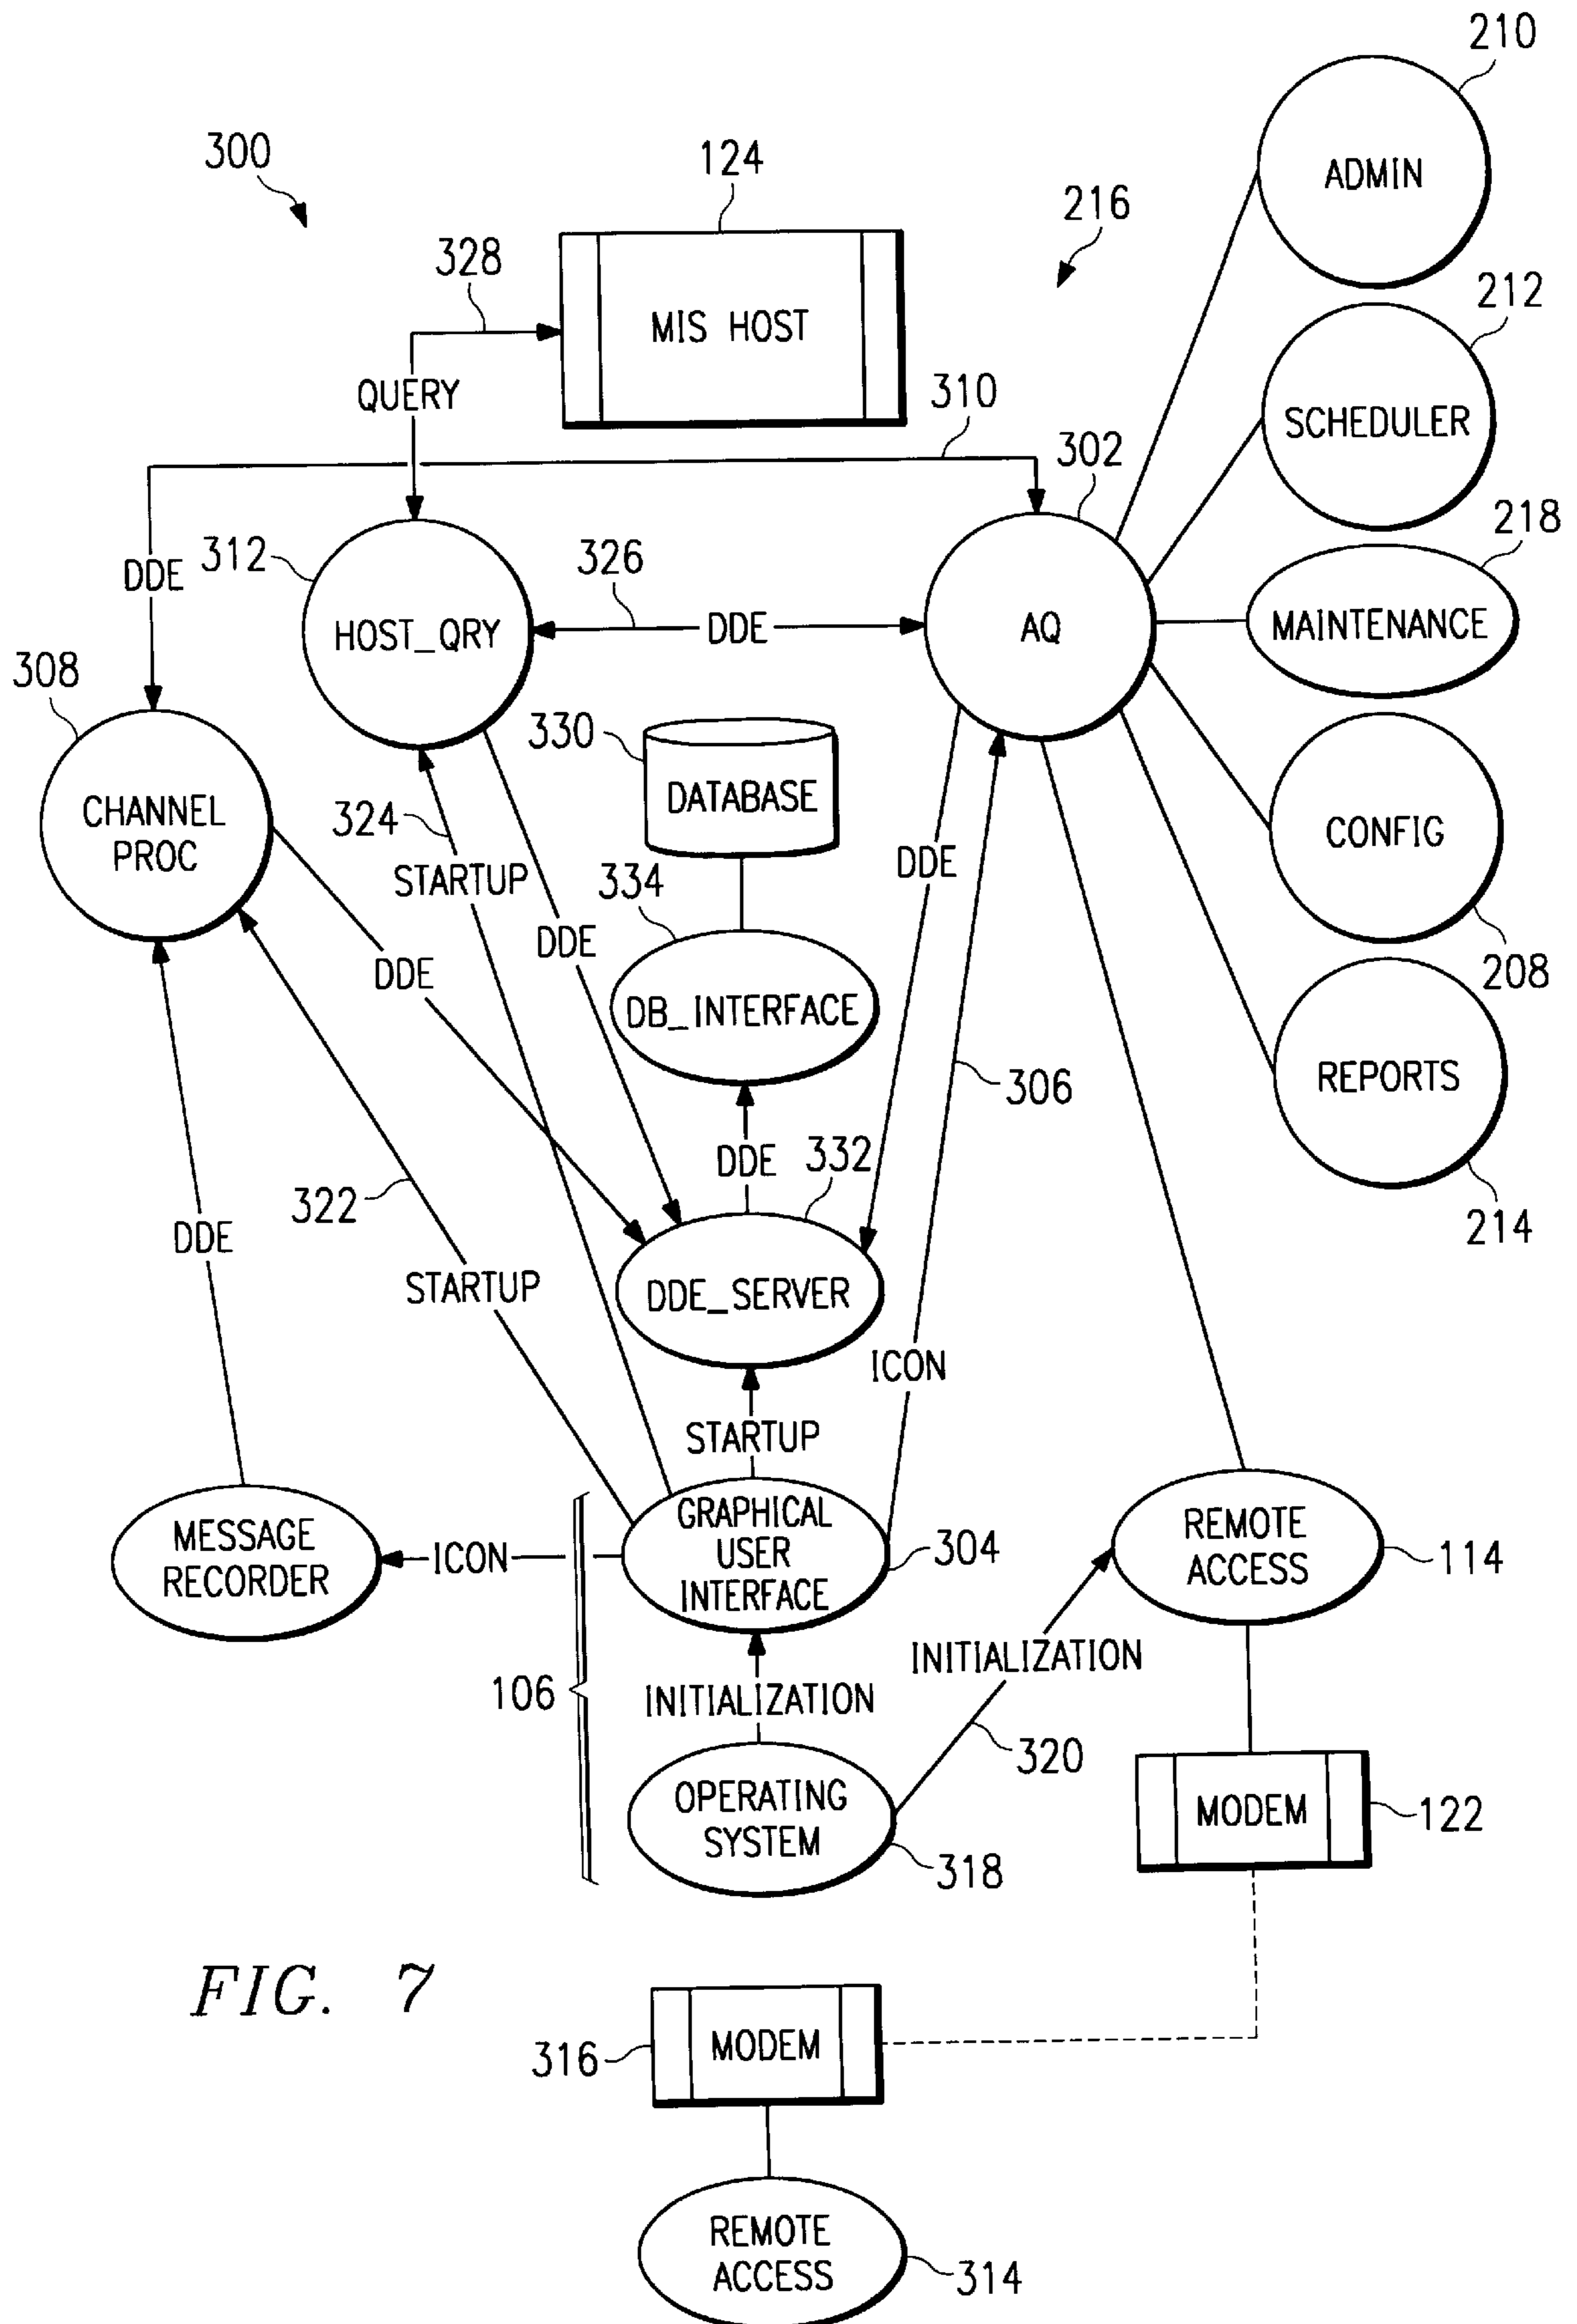 210
ADMIN
300
124
216
328
MIS HOST
212
SCHEDULER
QUERY
310
302
218
312
DDE
326
HOST_QRY
DDE
AQ
MAINTENANCE
308
330
DATABASE
CHANNEL
PROC
324
STARTUP
334
DDE
CONFIG
208
DDE
DDE
DB_INTERFACE
306
REPORTS
214
DDE
332
322
DDE
STARTUP
DDE_SERVER
ICON
STARTUP
MESSAGE
RECORDER
ICON
GRAPHICAL
USER
INTERFACE
304
REMOTE
ACCESS
114
106
INITIALIZATION
INITIALIZATION
320
OPERATING
SYSTEM
318
MODEM
122
FIG. 7
316
MODEM
REMOTE
ACCESS
314